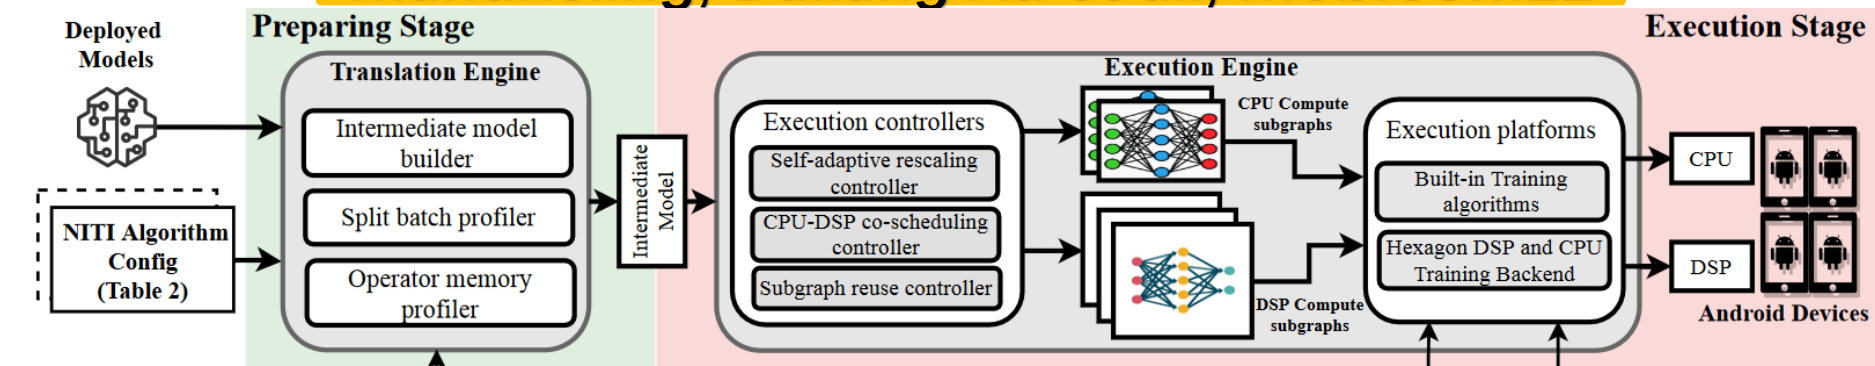 Preparing Stage
Execution Stage
Deployed
Models
Translation Engine
Intermediate model
builder
Split batch profiler
Operator memory
profiler
NITI Algorithm
Config
(Table 2)
Intermediate
Model
Execution Engine
Execution controllers
Self-adaptive rescaling
controller
CPU-DSP co-scheduling
controller
Subgraph reuse controller
CPU Compute
subgraphs
DSP Compute
subgraphs
Execution platforms
Built-in Training
algorithms
Hexagon DSP and CPU
Training Backend
CPU
DSP
Android Devices